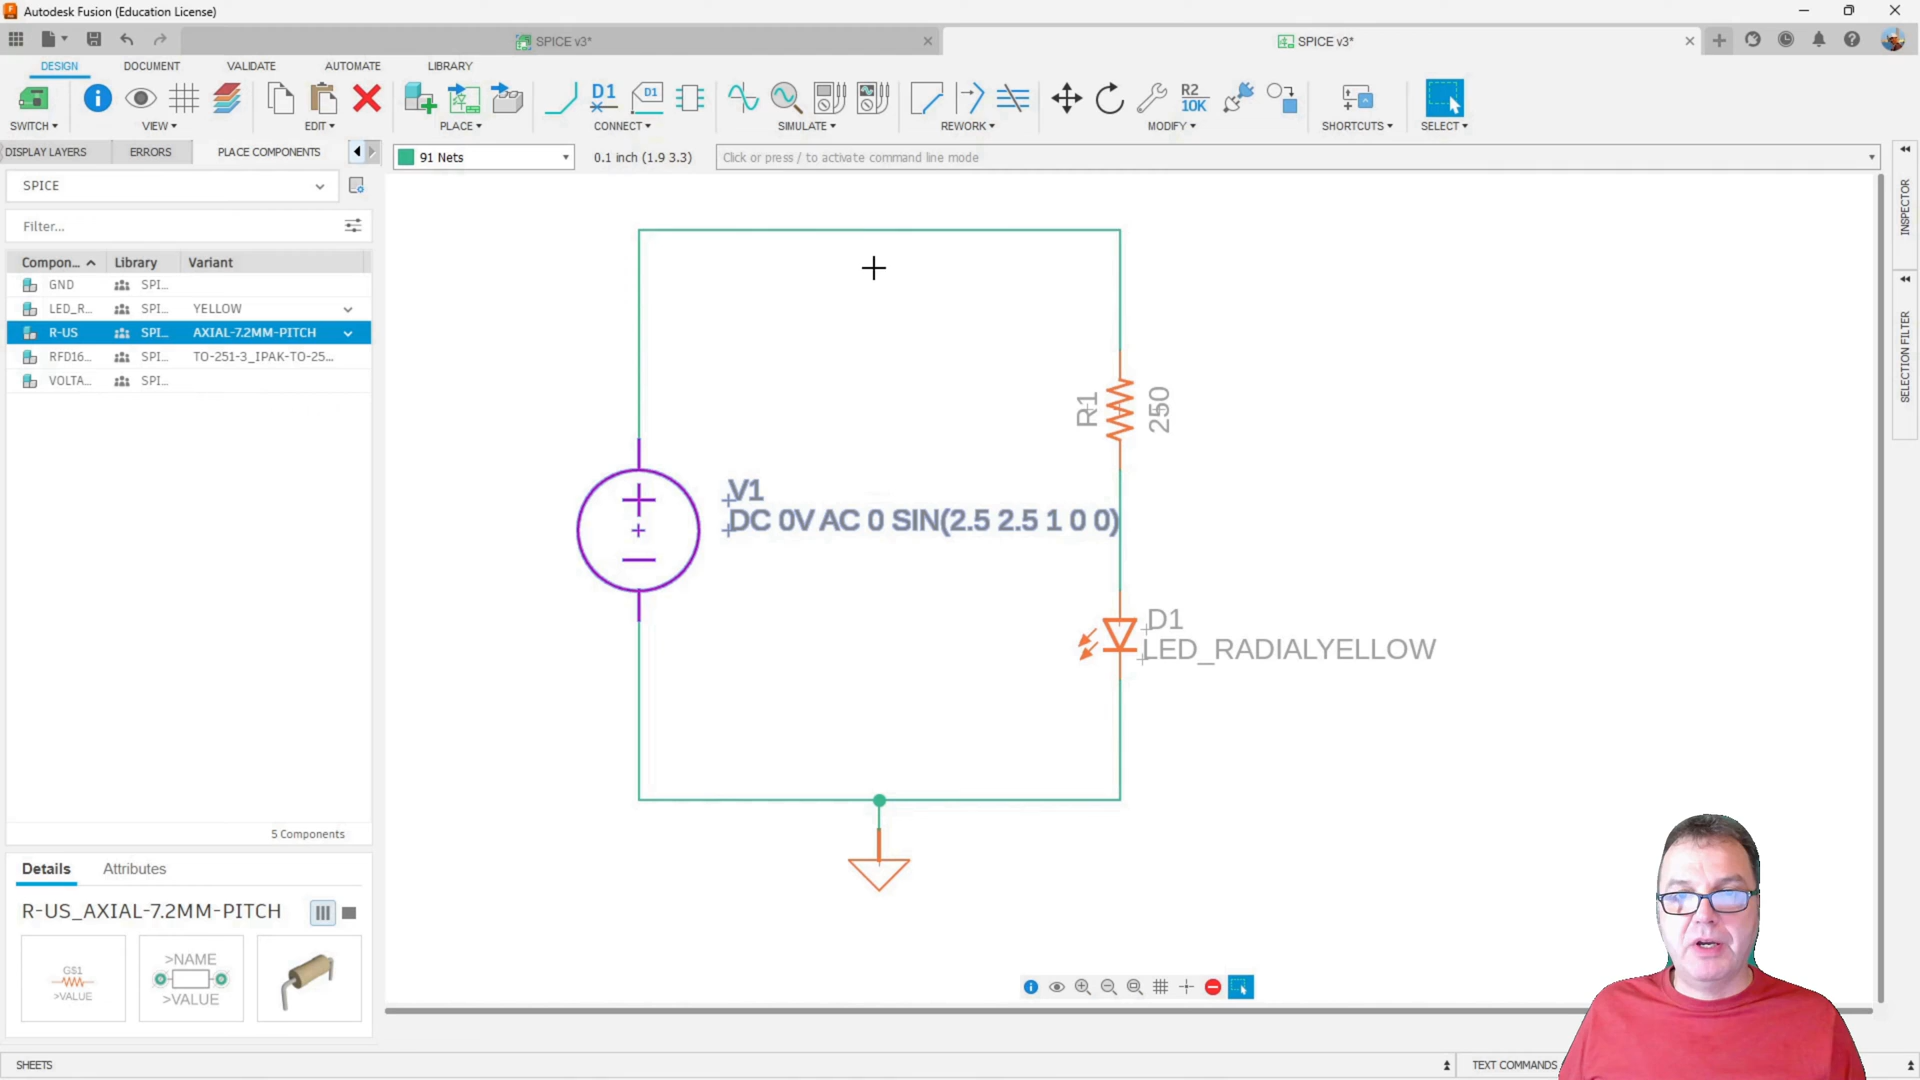 Autodesk Fusion (Education License)
SPICE v3*
SPICE v3*
DESIGN
DOCUMENT
VALIDATE
AUTOMATE
LIBRARY
D1
D1
R2
10K
SWITCH
VIEW
EDIT
PLACE
CONNECT
SIMULATE
REWORK
MODIFY
SHORTCUTS
SELECT
DISPLAY LAYERS
ERRORS
PLACE COMPONENTS
91 Nets
0.1 inch (1.9 3.3)
Click or press / to activate command line mode
SPICE
Filter...
Compon...
Library
Variant
GND
SPI...
LED_R...
SPI...
YELLOW
R-US
SPI...
AXIAL-7.2MM-PITCH
RFD16...
SPI...
TO-251-3_IPAK-TO-25...
VOLTA...
SPI...
INSPECTOR
SELECTION FILTER
R1
250
V1
DC 0V AC 0 SIN(2.5 2.5 1 0 0)
D1
LED_RADIALYELLOW
5 Components
Details
Attributes
R-US_AXIAL-7.2MM-PITCH
G$1
>VALUE
>NAME
>VALUE
SHEETS
TEXT COMMANDS